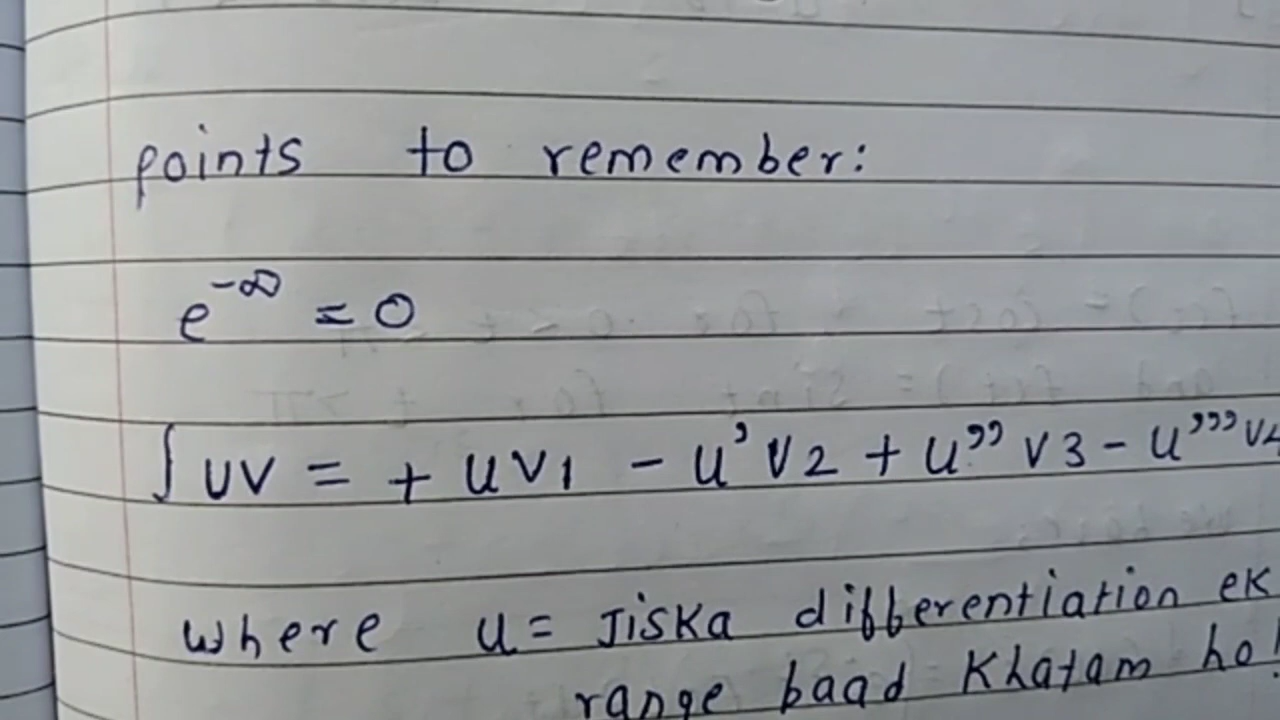 points to remember:
e^-∞ = 0
∫ UV = + UV1 - U'V2 + U''V3 - U'''V4
where U = Jiska differentiation ek
range baad Khatam ho!